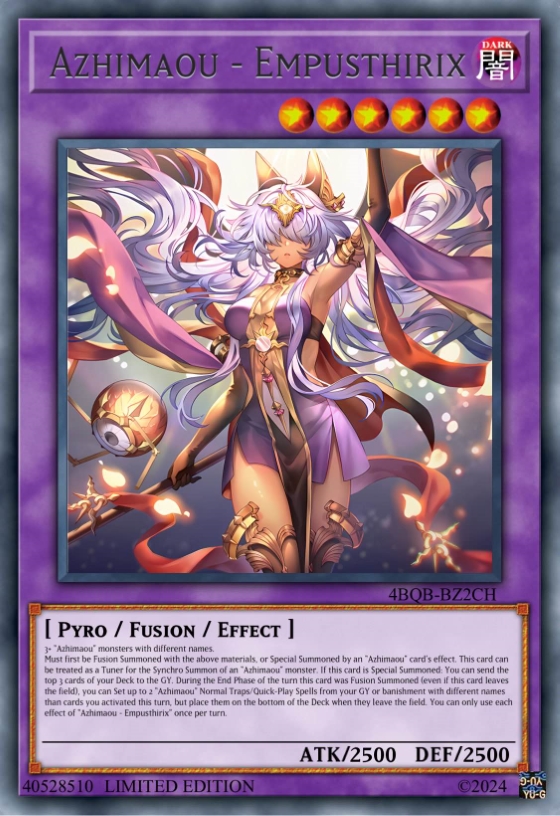 Azhimaou - Empusthirix
DARK
闇
4BQB-BZ2CH
[ Pyro / Fusion / Effect ]
3+ "Azhimaou" monsters with different names.
Must first be Fusion Summoned with the above materials, or Special Summoned by an "Azhimaou" card's effect. This card can
be treated as a Tuner for the Synchro Summon of an "Azhimaou" monster. If this card is Special Summoned: You can send the
top 3 cards of your Deck to the GY. During the End Phase of the turn this card was Fusion Summoned (even if this card leaves
the field), you can Set up to 2 "Azhimaou" Normal Traps/Quick-Play Spells from your GY or banishment with different names
than cards you activated this turn, but place them on the bottom of the Deck when they leave the field. You can only use each
effect of "Azhimaou - Empusthirix" once per turn.
ATK/2500 DEF/2500
40528510 LIMITED EDITION ©2024
YU-G
YU-G